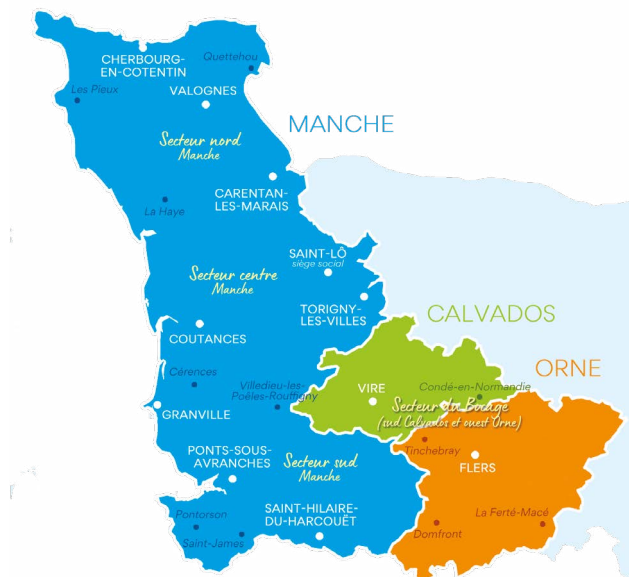 CHERBOURG-
EN-COTENTIN
Quettehou
Les Pieux
VALOGNES
MANCHE
Secteur nord
Manche
CARENTAN-
LES-MARAIS
La Haye
SAINT-LÔ
siège social
Secteur centre
Manche
TORIGNY-
LES-VILLES
CALVADOS
COUTANCES
ORNE
Cérences
Villedieu-les-
Poêles-Rouffigny
VIRE
Condé-en-Normandie
GRANVILLE
Secteur du Bocage
(sud Calvados et ouest Orne)
PONTS-SOUS-
AVRANCHES
Tinchebray
Secteur sud
Manche
FLERS
SAINT-HILAIRE-
DU-HARCOUËT
Pontorson
La Ferté-Macé
Saint-James
Domfront